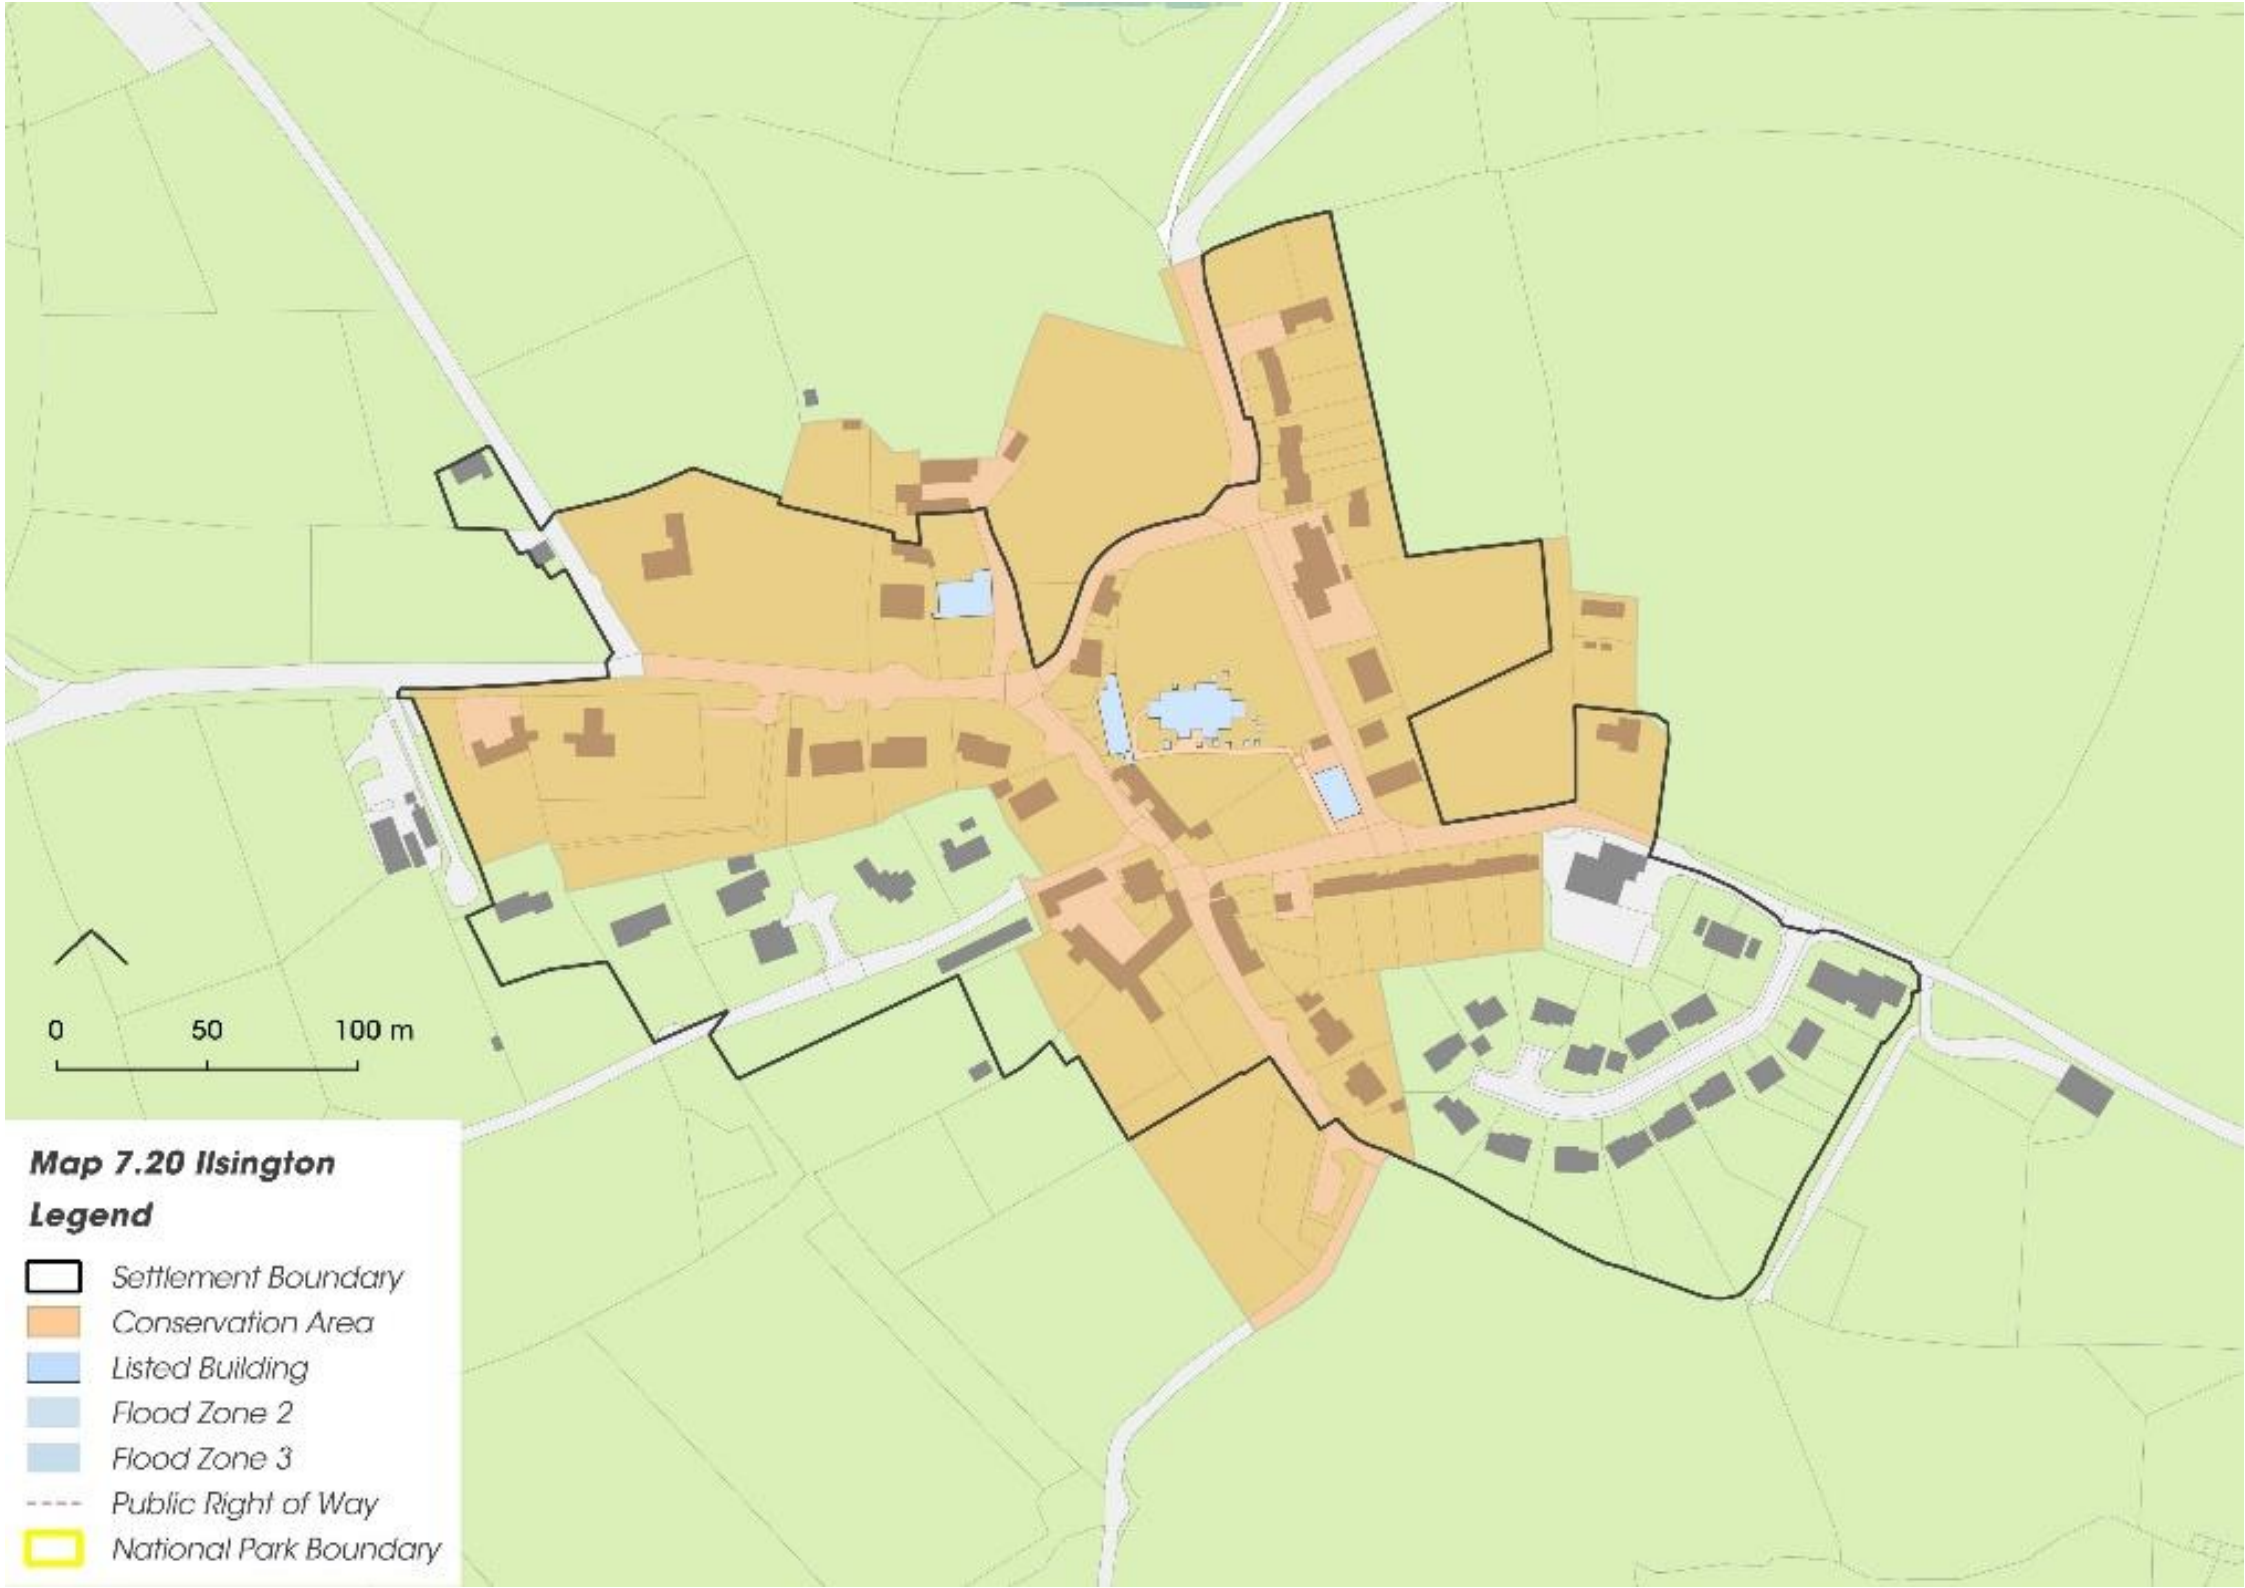 0 50 100 m
Map 7.20 Ilsington
Legend
Settlement Boundary
Conservation Area
Listed Building
Flood Zone 2
Flood Zone 3
Public Right of Way
National Park Boundary